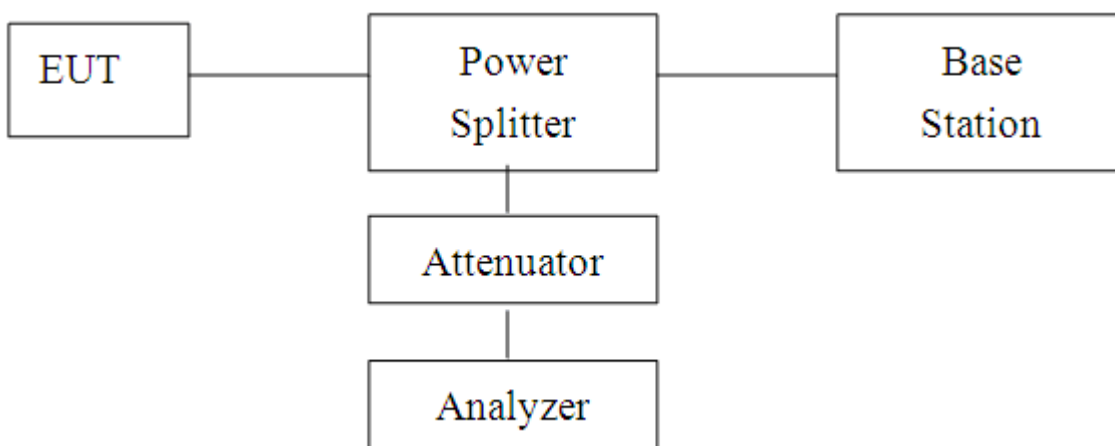 EUT
Power
Splitter
Base
Station
Attenuator
Analyzer